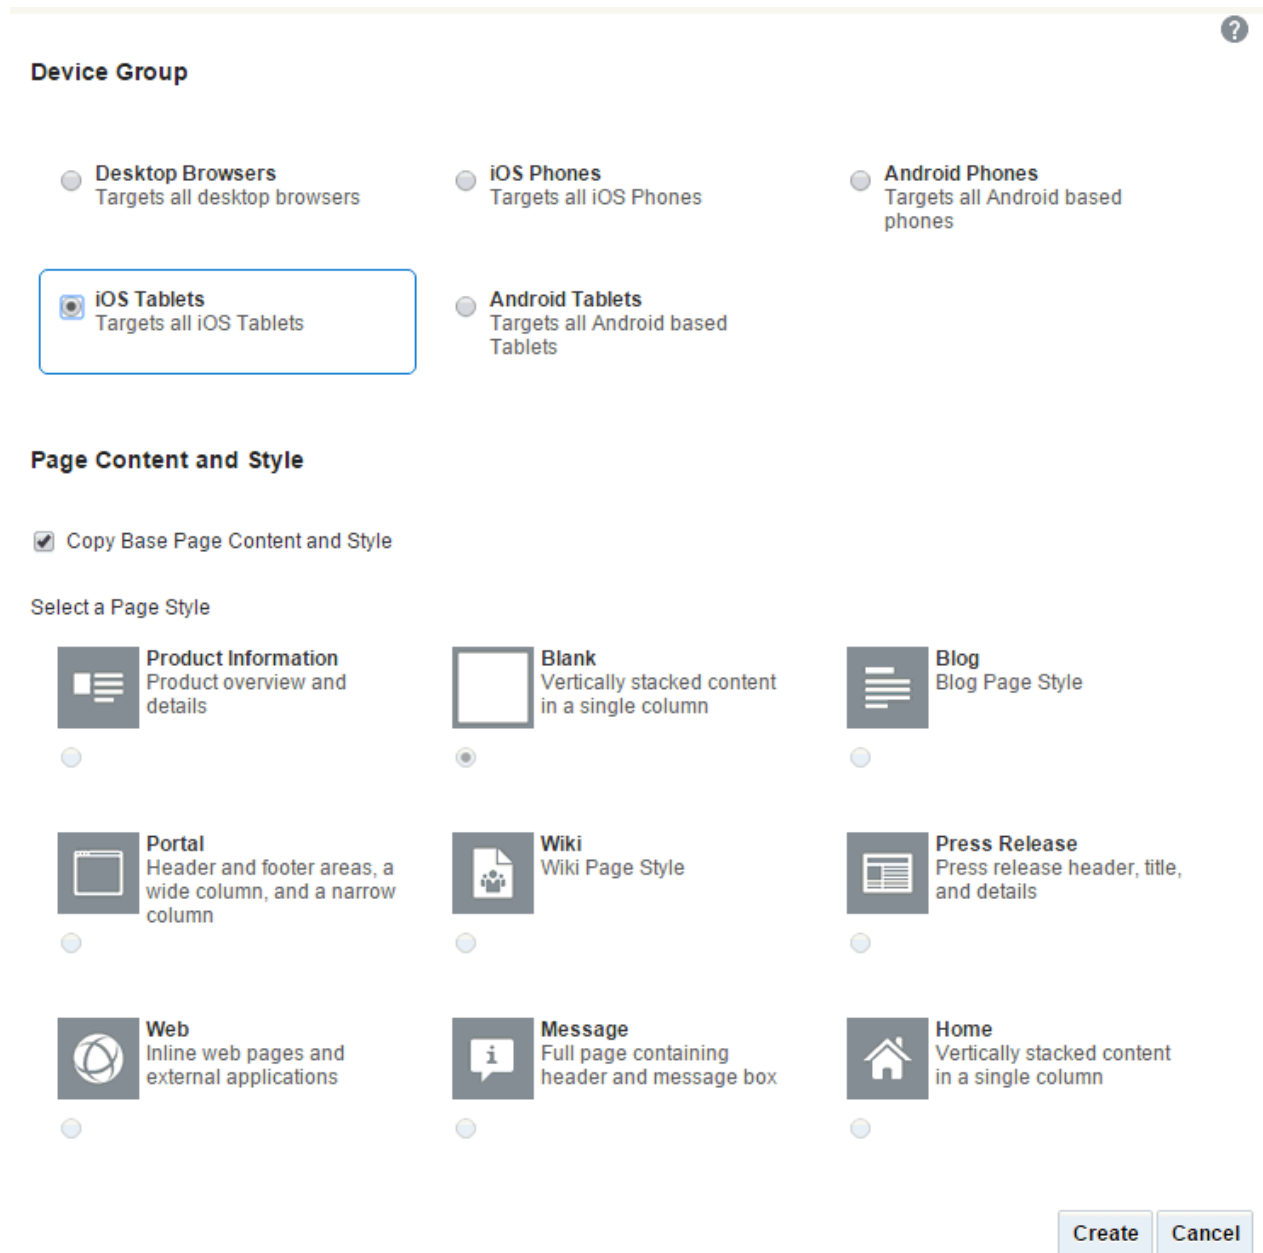 ?
Device Group
Desktop Browsers
Targets all desktop browsers
iOS Phones
Targets all iOS Phones
Android Phones
Targets all Android based
phones
iOS Tablets
Targets all iOS Tablets
Android Tablets
Targets all Android based
Tablets
Page Content and Style
Copy Base Page Content and Style
Select a Page Style
Product Information
Product overview and
details
Blank
Vertically stacked content
in a single column
Blog
Blog Page Style
Portal
Header and footer areas, a
wide column, and a narrow
column
Wiki
Wiki Page Style
Press Release
Press release header, title,
and details
Web
Inline web pages and
external applications
i
Message
Full page containing
header and message box
Home
Vertically stacked content
in a single column
Create
Cancel